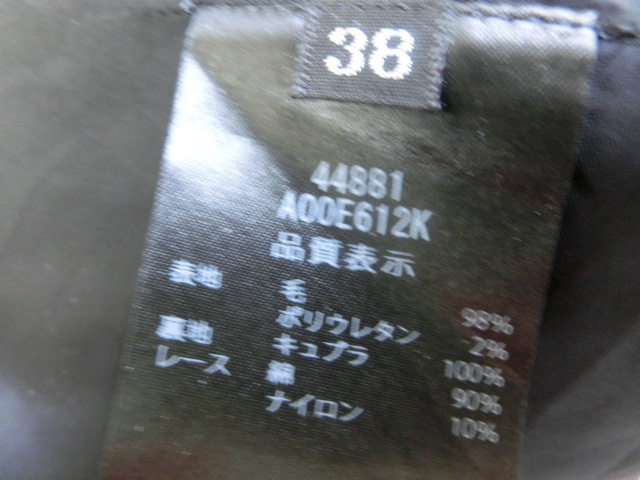 38
44881
A00E612K
品質表示
表地 毛 98%
ポリウレタン 2%
裏地 キュプラ 100%
レース 綿 90%
ナイロン 10%